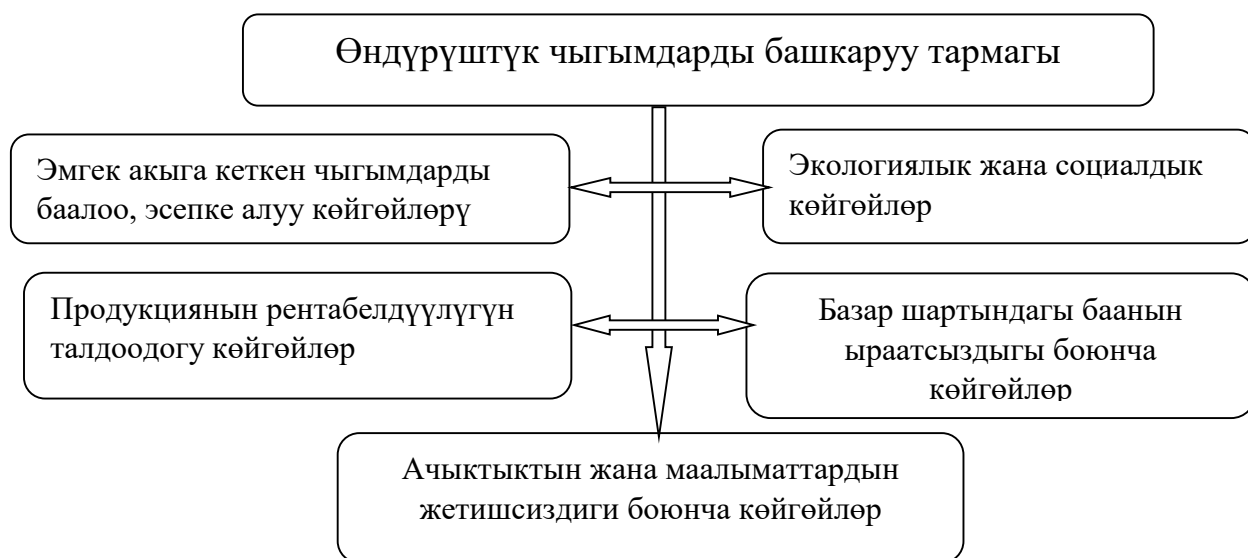 Өндүрүштүк чыгымдарды башкаруу тармагы
Эмгек акыга кеткен чыгымдарды
баалоо, эсепке алуу көйгөйлөрү
Экологиялык жана социалдык
көйгөйлөр
Продукциянын рентабелдүүлүгүн
талдоодогу көйгөйлөр
Базар шартындагы баанын
ыраатсыздыгы боюнча
көйгөйлөр
Ачыктыктын жана маалыматтардын
жетишсиздиги боюнча көйгөйлөр